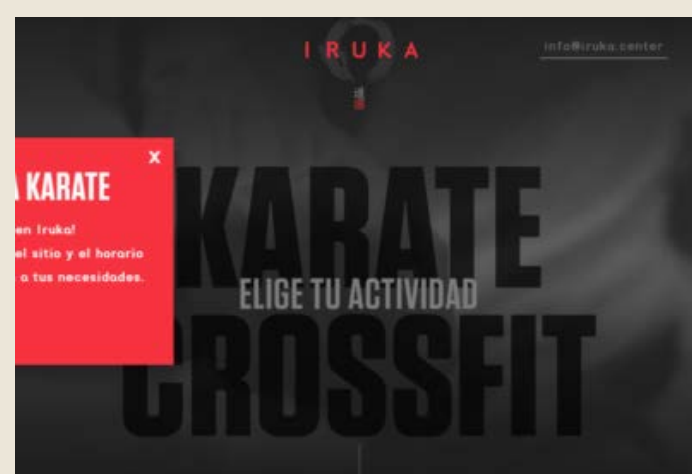 IRUKA
info@iruka.center
X
KARATE
en Iruka!
el sitio y el horario
a tus necesidades.
KARATE
ELIGE TU ACTIVIDAD
CROSSFIT